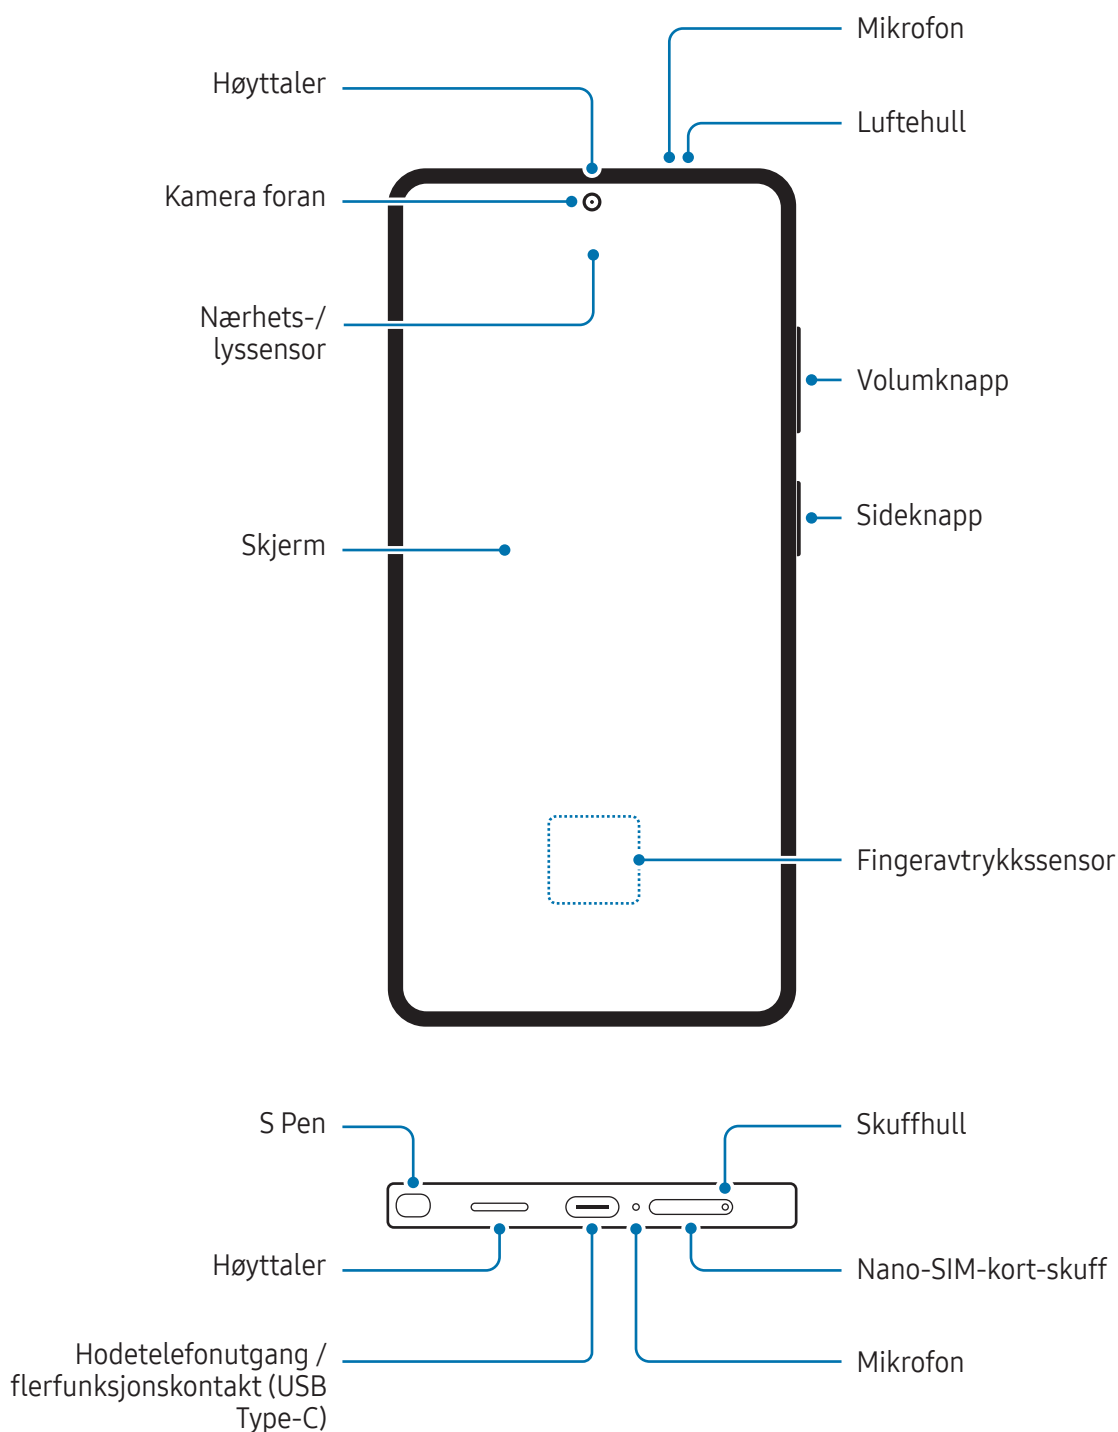 Mikrofon
Høyttaler
Luftehull
Kamera foran
Nærhets-/
lyssensor
Volumknapp
Sideknapp
Skjerm
Fingeravtrykkssensor
S Pen
Skuffhull
Høyttaler
Nano-SIM-kort-skuff
Hodetelefonutgang /
flerfunksjonskontakt (USB
Type-C)
Mikrofon